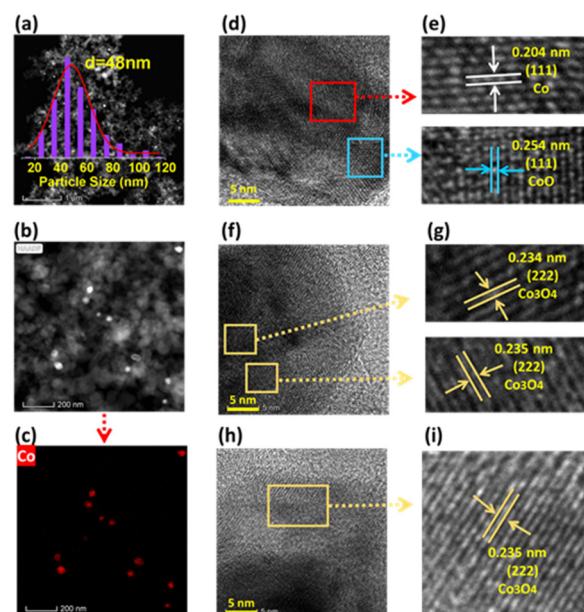 (a)
d=48nm
20 40 60 80 100 120
Particle Size (nm)
1 μm
(b)
HAADF
200 nm
(c)
Co
200 nm
(d)
5 nm
(e)
0.204 nm
(111)
Co
0.254 nm
(111)
CoO
(f)
5 nm
5 nm
(g)
0.234 nm
(222)
Co3O4
0.235 nm
(222)
Co3O4
(h)
5 nm
5 nm
(i)
0.235 nm
(222)
Co3O4